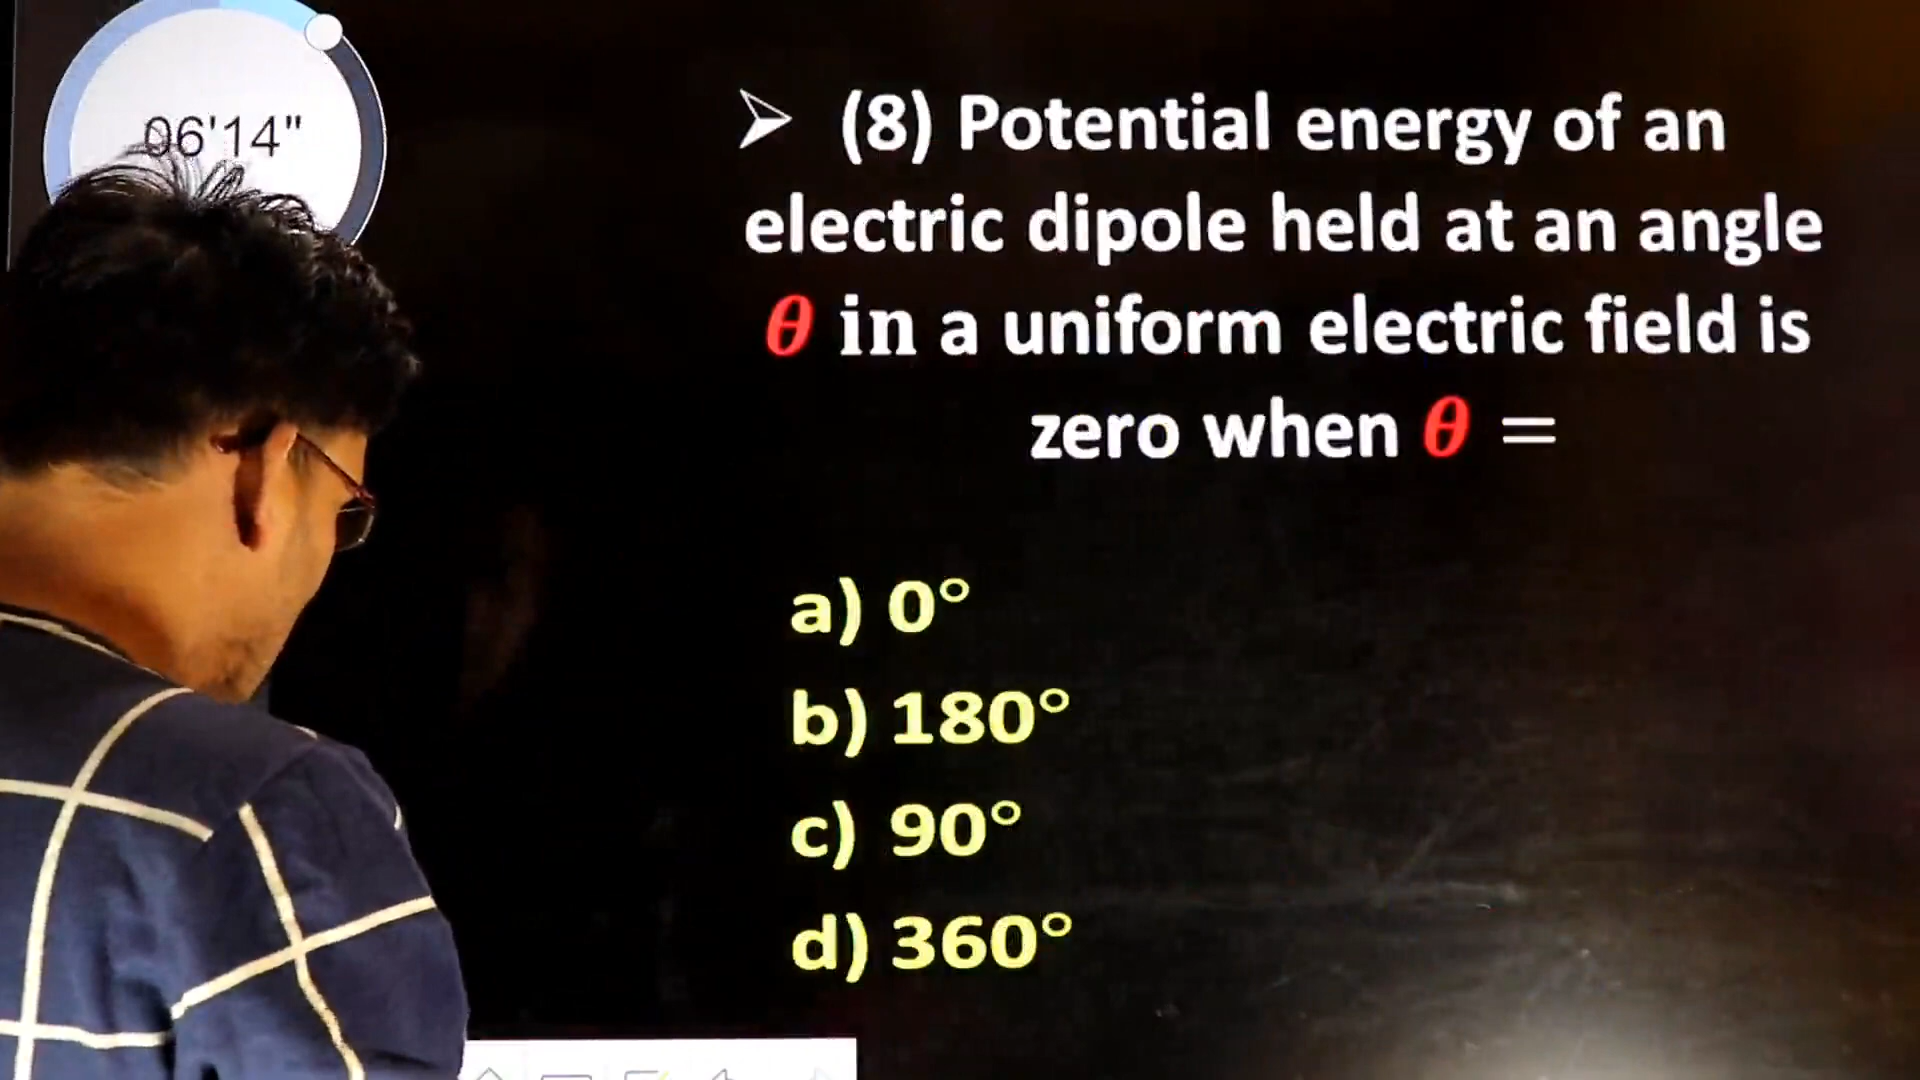 06'14"
➢ (8) Potential energy of an
electric dipole held at an angle
θ in a uniform electric field is
zero when θ =
a) 0°
b) 180°
c) 90°
d) 360°